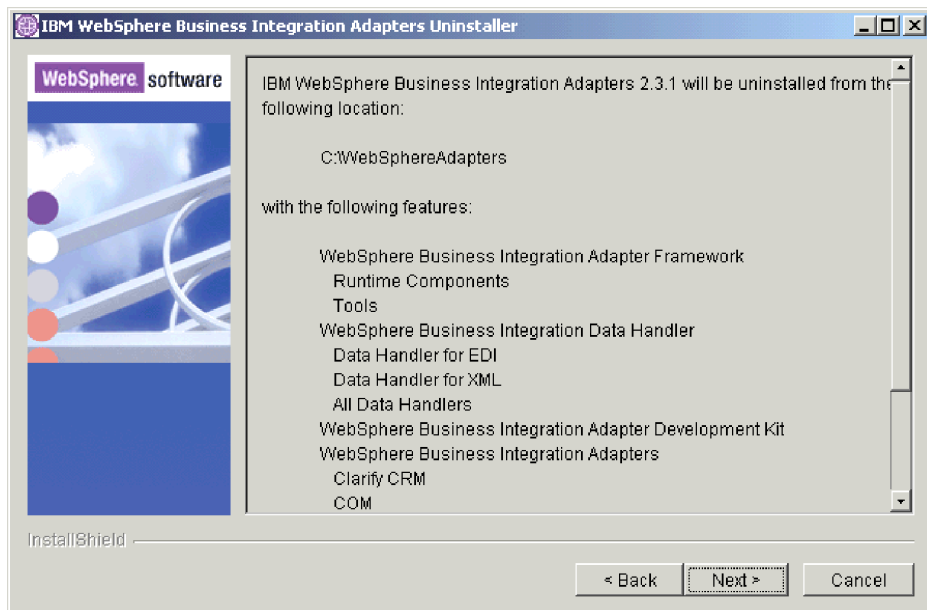 IBM WebSphere Business Integration Adapters Uninstaller
WebSphere software
IBM WebSphere Business Integration Adapters 2.3.1 will be uninstalled from the
following location:
C:\WebSphereAdapters
with the following features:
WebSphere Business Integration Adapter Framework
Runtime Components
Tools
WebSphere Business Integration Data Handler
Data Handler for EDI
Data Handler for XML
All Data Handlers
WebSphere Business Integration Adapter Development Kit
WebSphere Business Integration Adapters
Clarify CRM
COM
InstallShield
< Back
Next >
Cancel